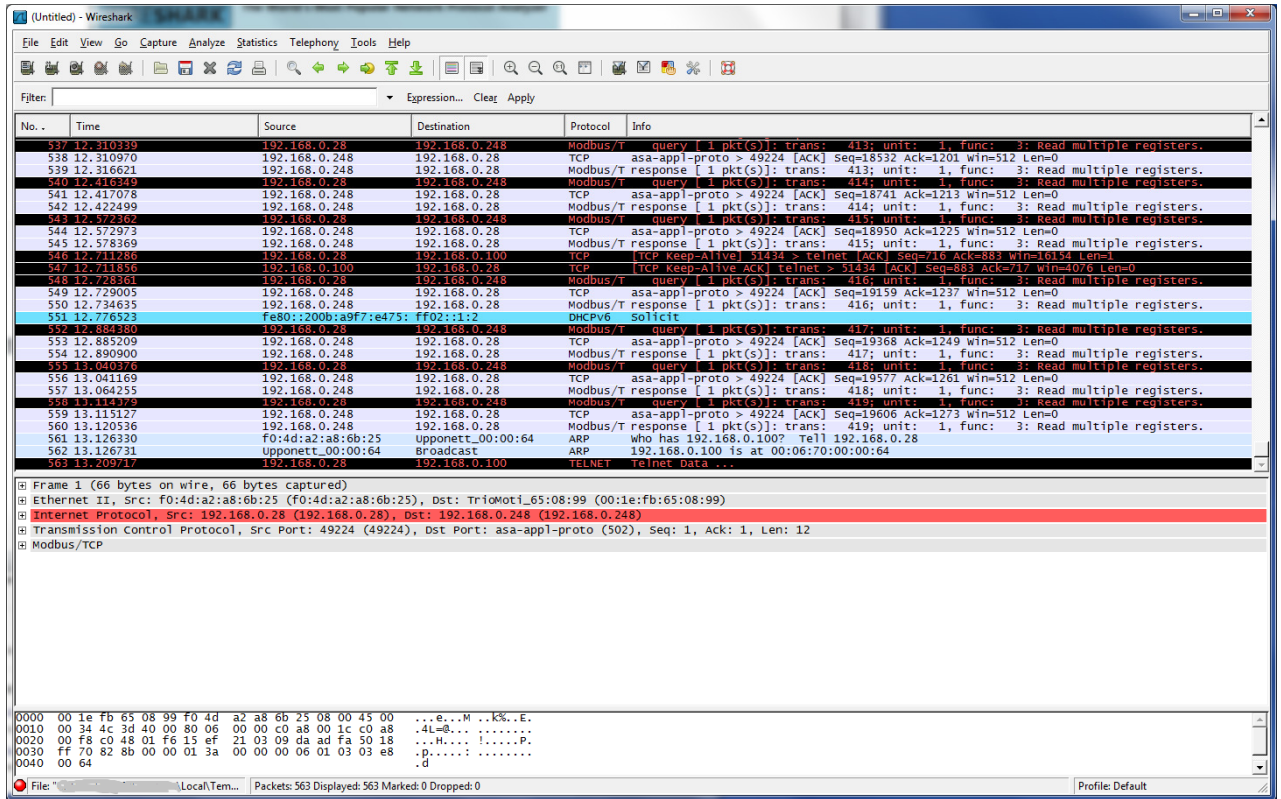 (Untitled) - Wireshark
File Edit View Go Capture Analyze Statistics Telephony Tools Help
Filter: Expression... Clear Apply
No. . Time Source Destination Protocol Info
537 12.310339 192.168.0.28 192.168.0.248 Modbus/T query [ 1 pkt(s)]: trans: 413; unit: 1, func: 3: Read multiple registers.
538 12.310970 192.168.0.248 192.168.0.28 TCP asa-appl-proto > 49224 [ACK] Seq=18532 Ack=1201 Win=512 Len=0
539 12.316621 192.168.0.248 192.168.0.28 Modbus/T response [ 1 pkt(s)]: trans: 413; unit: 1, func: 3: Read multiple registers.
540 12.416349 192.168.0.28 192.168.0.248 Modbus/T query [ 1 pkt(s)]: trans: 414; unit: 1, func: 3: Read multiple registers.
541 12.417078 192.168.0.248 192.168.0.28 TCP asa-appl-proto > 49224 [ACK] Seq=18741 Ack=1213 Win=512 Len=0
542 12.422499 192.168.0.248 192.168.0.28 Modbus/T response [ 1 pkt(s)]: trans: 414; unit: 1, func: 3: Read multiple registers.
543 12.572362 192.168.0.28 192.168.0.248 Modbus/T query [ 1 pkt(s)]: trans: 415; unit: 1, func: 3: Read multiple registers.
544 12.572973 192.168.0.248 192.168.0.28 TCP asa-appl-proto > 49224 [ACK] Seq=18950 Ack=1225 Win=512 Len=0
545 12.578369 192.168.0.248 192.168.0.28 Modbus/T response [ 1 pkt(s)]: trans: 415; unit: 1, func: 3: Read multiple registers.
546 12.711286 192.168.0.28 192.168.0.100 TCP [TCP Keep-Alive] 51434 > telnet [ACK] Seq=716 Ack=883 Win=16154 Len=1
547 12.711856 192.168.0.100 192.168.0.28 TCP [TCP Keep-Alive ACK] telnet > 51434 [ACK] Seq=883 Ack=717 Win=4076 Len=0
548 12.728361 192.168.0.28 192.168.0.248 Modbus/T query [ 1 pkt(s)]: trans: 416; unit: 1, func: 3: Read multiple registers.
549 12.729005 192.168.0.248 192.168.0.28 TCP asa-appl-proto > 49224 [ACK] Seq=19159 Ack=1237 Win=512 Len=0
550 12.734635 192.168.0.248 192.168.0.28 Modbus/T response [ 1 pkt(s)]: trans: 416; unit: 1, func: 3: Read multiple registers.
551 12.776523 fe80::200b:a9f7:e475: ff02::1:2 DHCPv6 Solicit
552 12.884380 192.168.0.28 192.168.0.248 Modbus/T query [ 1 pkt(s)]: trans: 417; unit: 1, func: 3: Read multiple registers.
553 12.885209 192.168.0.248 192.168.0.28 TCP asa-appl-proto > 49224 [ACK] Seq=19368 Ack=1249 Win=512 Len=0
554 12.890900 192.168.0.248 192.168.0.28 Modbus/T response [ 1 pkt(s)]: trans: 417; unit: 1, func: 3: Read multiple registers.
555 13.040376 192.168.0.28 192.168.0.248 Modbus/T query [ 1 pkt(s)]: trans: 418; unit: 1, func: 3: Read multiple registers.
556 13.041169 192.168.0.248 192.168.0.28 TCP asa-appl-proto > 49224 [ACK] Seq=19577 Ack=1261 Win=512 Len=0
557 13.064255 192.168.0.248 192.168.0.28 Modbus/T response [ 1 pkt(s)]: trans: 418; unit: 1, func: 3: Read multiple registers.
558 13.114379 192.168.0.28 192.168.0.248 Modbus/T query [ 1 pkt(s)]: trans: 419; unit: 1, func: 3: Read multiple registers.
559 13.115127 192.168.0.248 192.168.0.28 TCP asa-appl-proto > 49224 [ACK] Seq=19606 Ack=1273 Win=512 Len=0
560 13.120536 192.168.0.248 192.168.0.28 Modbus/T response [ 1 pkt(s)]: trans: 419; unit: 1, func: 3: Read multiple registers.
561 13.126330 f0:4d:a2:a8:6b:25 Upponett_00:00:64 ARP Who has 192.168.0.100? Tell 192.168.0.28
562 13.126731 Upponett_00:00:64 Broadcast ARP 192.168.0.100 is at 00:06:70:00:00:64
563 13.209717 192.168.0.28 192.168.0.100 TELNET Telnet Data ...
Frame 1 (66 bytes on wire, 66 bytes captured)
Ethernet II, Src: f0:4d:a2:a8:6b:25 (f0:4d:a2:a8:6b:25), Dst: TrioMoti_65:08:99 (00:1e:fb:65:08:99)
Internet Protocol, Src: 192.168.0.28 (192.168.0.28), Dst: 192.168.0.248 (192.168.0.248)
Transmission Control Protocol, Src Port: 49224 (49224), Dst Port: asa-appl-proto (502), Seq: 1, Ack: 1, Len: 12
Modbus/TCP
0000 00 1e fb 65 08 99 f0 4d a2 a8 6b 25 08 00 45 00 ...e...M ..k%..E.
0010 00 34 4c 3d 40 00 80 06 00 00 c0 a8 00 1c c0 a8 .4L=@... ........
0020 00 f8 c0 48 01 f6 15 ef 21 03 09 da ad fa 50 18 ...H.... !.....P.
0030 ff 70 82 8b 00 00 01 3a 00 00 00 06 01 03 03 e8 .p.....: ........
0040 00 64 .d
File: " \Local\Tem... Packets: 563 Displayed: 563 Marked: 0 Dropped: 0 Profile: Default